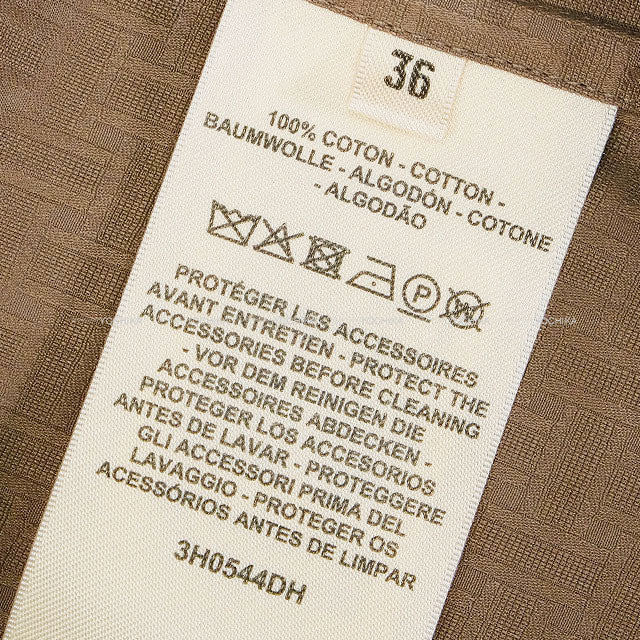 36
100% COTON - COTTON -
BAUMWOLLE - ALGODÓN - COTONE
- ALGODÃO
P
W
PROTÉGER LES ACCESSOIRES
AVANT ENTRETIEN - PROTECT THE
ACCESSORIES BEFORE CLEANING
- VOR DEM REINIGEN DIE
ACCESSOIRES ABDECKEN -
PROTEGER LOS ACCESORIOS
ANTES DE LAVAR - PROTEGGERE
GLI ACCESSORI PRIMA DEL
LAVAGGIO - PROTEGER OS
ACESSÓRIOS ANTES DE LIMPAR
3H0544DH